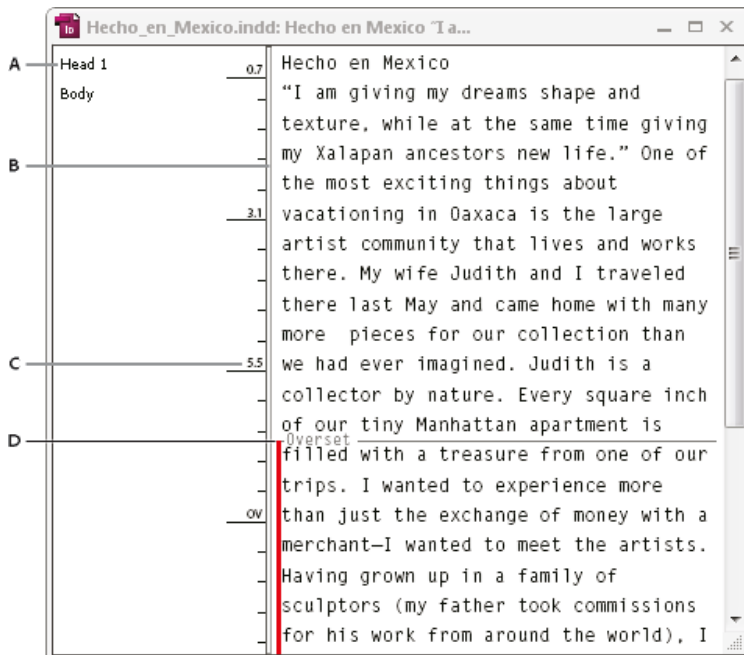 Hecho_en_Mexico.indd: Hecho en Mexico “I a...
A
Head 1
0.7
Hecho en Mexico
Body
“I am giving my dreams shape and
texture, while at the same time giving
B
my Xalapan ancestors new life.” One of
the most exciting things about
3.1
vacationing in Oaxaca is the large
artist community that lives and works
there. My wife Judith and I traveled
there last May and came home with many
more  pieces for our collection than
C
5.5
we had ever imagined. Judith is a
collector by nature. Every square inch
of our tiny Manhattan apartment is
D
Overset
filled with a treasure from one of our
trips. I wanted to experience more
OV
than just the exchange of money with a
merchant—I wanted to meet the artists.
Having grown up in a family of
sculptors (my father took commissions
for his work from around the world), I